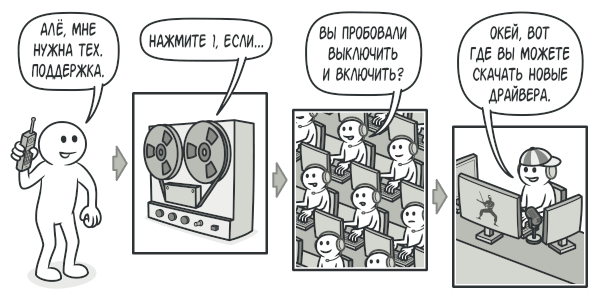 АЛЁ, МНЕ
НУЖНА ТЕХ.
ПОДДЕРЖКА.
НАЖМИТЕ 1, ЕСЛИ...
ВЫ ПРОБОВАЛИ
ВЫКЛЮЧИТЬ
И ВКЛЮЧИТЬ?
ОКЕЙ, ВОТ
ГДЕ ВЫ МОЖЕТЕ
СКАЧАТЬ НОВЫЕ
ДРАЙВЕРА.